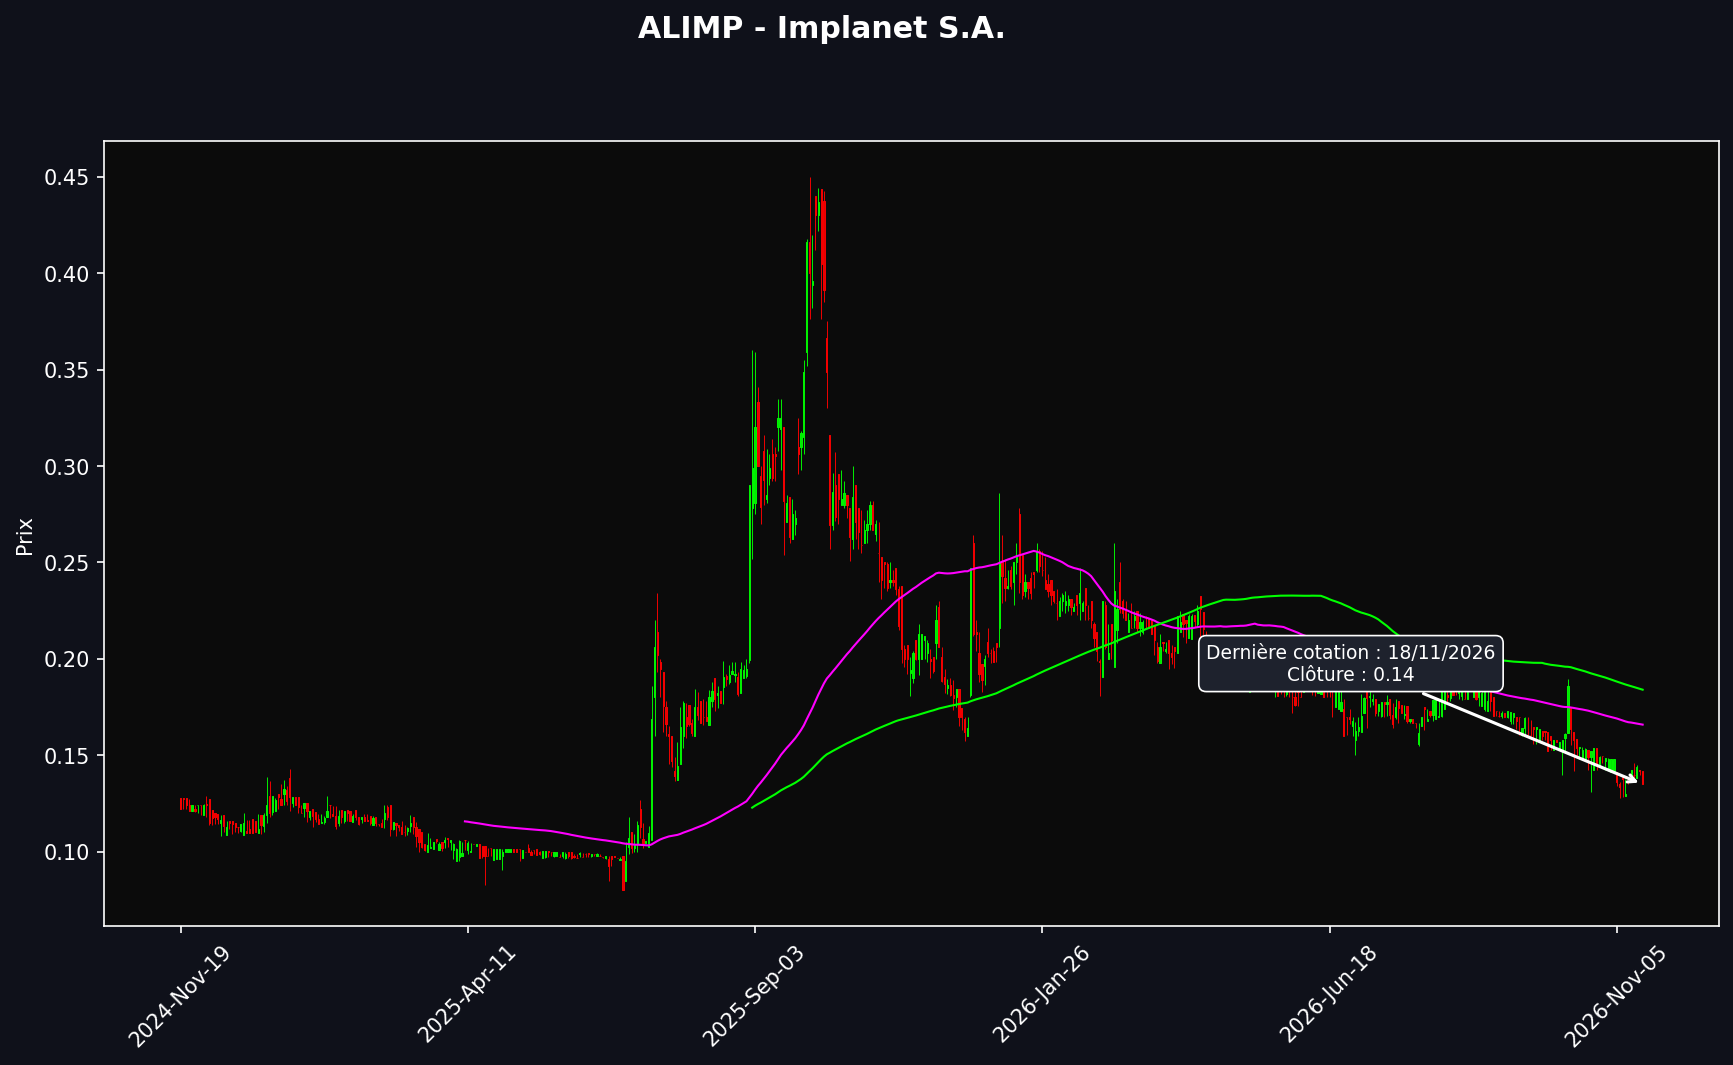 ALIMP - Implanet S.A.
Prix
0.45
0.40
0.35
0.30
0.25
0.20
0.15
0.10
Dernière cotation : 18/11/2026
Clôture : 0.14
2024-Nov-19
2025-Apr-11
2025-Sep-03
2026-Jan-26
2026-Jun-18
2026-Nov-05